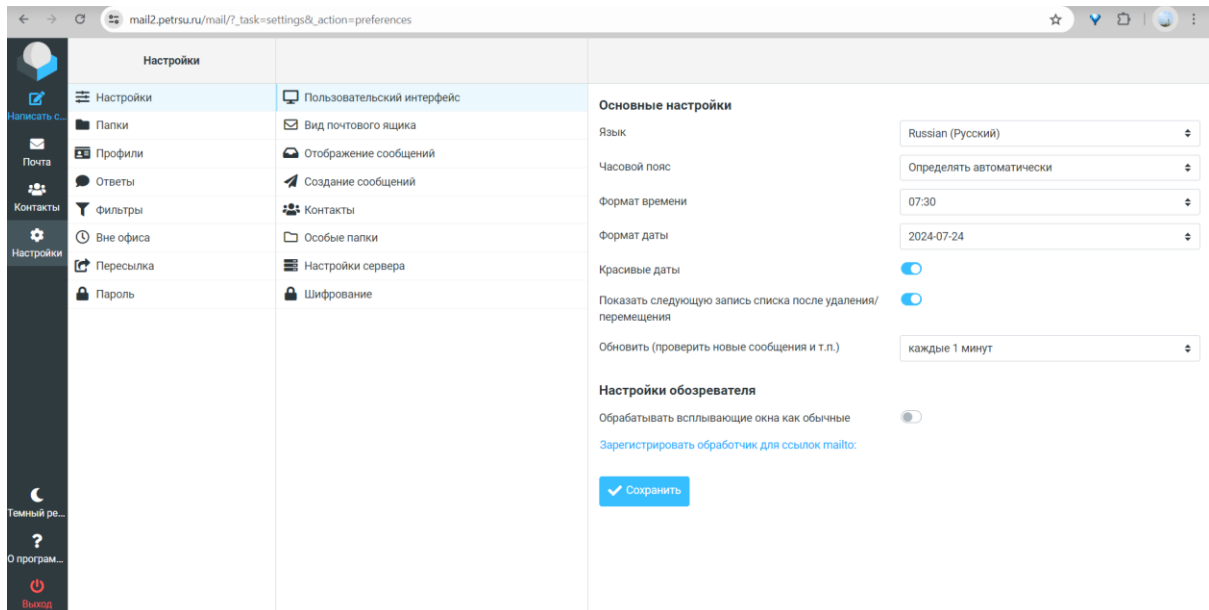 mail2.petrsu.ru/mail/?_task=settings&_action=preferences
Написать с...
Почта
Контакты
Настройки
Темный ре...
О програм...
Выход
Настройки
Настройки
Папки
Профили
Ответы
Фильтры
Вне офиса
Пересылка
Пароль
Пользовательский интерфейс
Вид почтового ящика
Отображение сообщений
Создание сообщений
Контакты
Особые папки
Настройки сервера
Шифрование
Основные настройки
Язык
Russian (Русский)
Часовой пояс
Определять автоматически
Формат времени
07:30
Формат даты
2024-07-24
Красивые даты
Показать следующую запись списка после удаления/
перемещения
Обновить (проверить новые сообщения и т.п.)
каждые 1 минут
Настройки обозревателя
Обрабатывать всплывающие окна как обычные
Зарегистрировать обработчик для ссылок mailto:
Сохранить